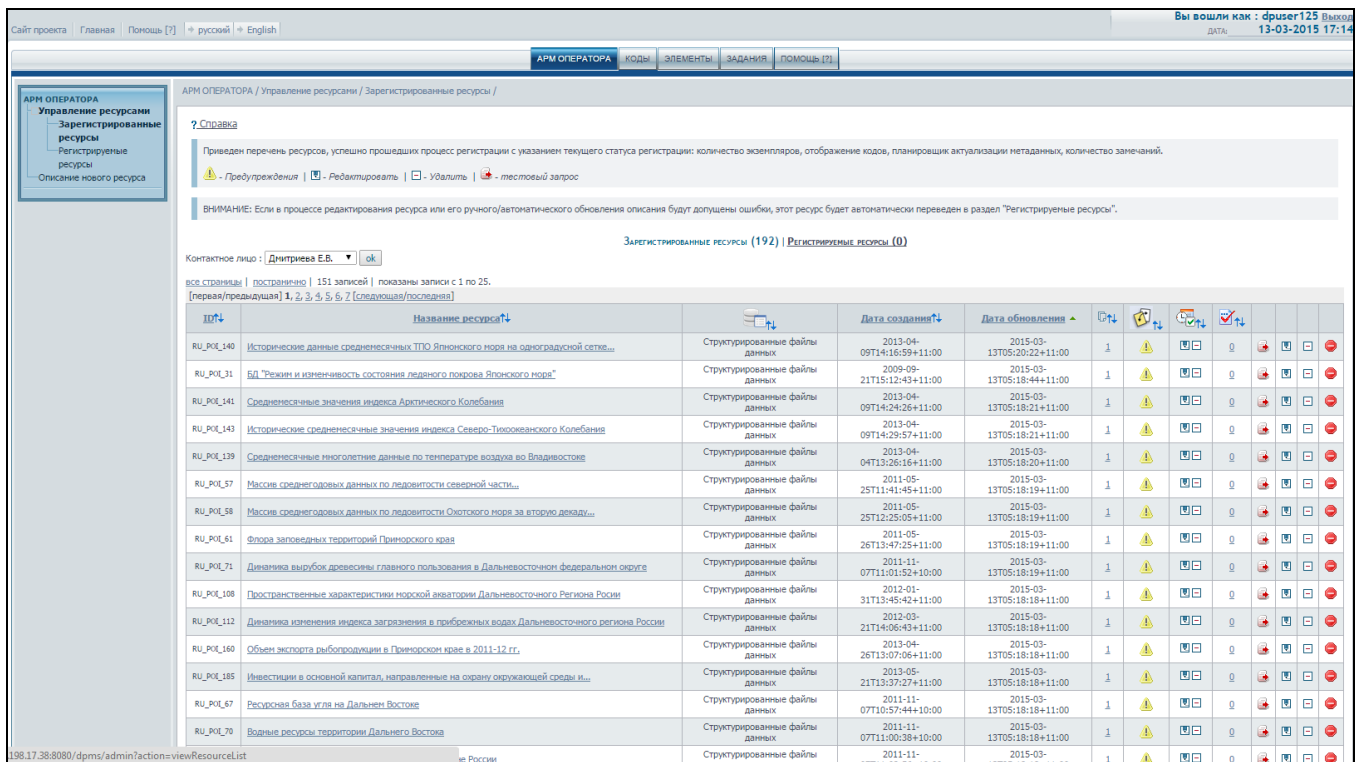 Сайт проекта Главная Помощь [?] русский English
Вы вошли как : dpuser125 Выход
ДАТА: 13-03-2015 17:14
АРМ ОПЕРАТОРА КОДЫ ЭЛЕМЕНТЫ ЗАДАНИЯ ПОМОЩЬ [?]
АРМ ОПЕРАТОРА
Управление ресурсами
Зарегистрированные
ресурсы
Регистрируемые
ресурсы
Описание нового ресурса
АРМ ОПЕРАТОРА / Управление ресурсами / Зарегистрированные ресурсы /
? Справка
Приведен перечень ресурсов, успешно прошедших процесс регистрации с указанием текущего статуса регистрации: количество экземпляров, отображение кодов, планировщик актуализации метаданных, количество замечаний.
- Предупреждения | - Редактировать | - Удалить | - тестовый запрос
ВНИМАНИЕ: Если в процессе редактирования ресурса или его ручного/автоматического обновления описания будут допущены ошибки, этот ресурс будет автоматически переведен в раздел "Регистрируемые ресурсы".
Зарегистрированные ресурсы (192) | Регистрируемые ресурсы (0)
Контактное лицо : Дмитриева Е.В. ok
все страницы | постранично | 151 записей | показаны записи с 1 по 25.
[первая/предыдущая] 1, 2, 3, 4, 5, 6, 7 [следующая/последняя]
ID Название ресурса Дата создания Дата обновления
RU_POI_140 Исторические данные среднемесячных ТПО Японского моря на одноградусной сетке... Структурированные файлы данных 2013-04-09T14:16:59+11:00 2015-03-13T05:20:22+11:00 1 0
RU_POI_31 БД "Режим и изменчивость состояния ледяного покрова Японского моря" Структурированные файлы данных 2009-09-21T15:12:43+11:00 2015-03-13T05:18:44+11:00 1 0
RU_POI_141 Среднемесячные значения индекса Арктического Колебания Структурированные файлы данных 2013-04-09T14:24:26+11:00 2015-03-13T05:18:21+11:00 1 0
RU_POI_143 Исторические среднемесячные значения индекса Северо-Тихоокеанского Колебания Структурированные файлы данных 2013-04-09T14:29:57+11:00 2015-03-13T05:18:21+11:00 1 0
RU_POI_139 Среднемесячные многолетние данные по температуре воздуха во Владивостоке Структурированные файлы данных 2013-04-04T13:26:16+11:00 2015-03-13T05:18:20+11:00 1 0
RU_POI_57 Массив среднегодовых данных по ледовитости северной части... Структурированные файлы данных 2011-05-25T11:41:45+11:00 2015-03-13T05:18:19+11:00 1 0
RU_POI_58 Массив среднегодовых данных по ледовитости Охотского моря за вторую декаду... Структурированные файлы данных 2011-05-25T12:25:05+11:00 2015-03-13T05:18:19+11:00 1 0
RU_POI_61 Флора заповедных территорий Приморского края Структурированные файлы данных 2011-05-26T13:47:25+11:00 2015-03-13T05:18:19+11:00 1 0
RU_POI_71 Динамика вырубок древесины главного пользования в Дальневосточном федеральном округе Структурированные файлы данных 2011-11-07T11:01:52+10:00 2015-03-13T05:18:19+11:00 1 0
RU_POI_108 Пространственные характеристики морской акватории Дальневосточного Региона Росии Структурированные файлы данных 2012-01-31T13:45:42+11:00 2015-03-13T05:18:18+11:00 1 0
RU_POI_112 Динамика изменения индекса загрязнения в прибрежных водах Дальневосточного региона России Структурированные файлы данных 2012-03-21T14:06:43+11:00 2015-03-13T05:18:18+11:00 1 0
RU_POI_160 Объем экспорта рыбопродукции в Приморском крае в 2011-12 гг. Структурированные файлы данных 2013-04-26T13:07:06+11:00 2015-03-13T05:18:18+11:00 1 0
RU_POI_185 Инвестиции в основной капитал, направленные на охрану окружающей среды и... Структурированные файлы данных 2013-05-21T13:37:27+11:00 2015-03-13T05:18:18+11:00 1 0
RU_POI_67 Ресурсная база угля на Дальнем Востоке Структурированные файлы данных 2011-11-07T10:57:44+10:00 2015-03-13T05:18:18+11:00 1 0
RU_POI_70 Водные ресурсы территории Дальнего Востока Структурированные файлы данных 2011-11-07T11:00:38+10:00 2015-03-13T05:18:18+11:00 1 0
198.17.38:8080/dpms/admin?action=viewResourceList России Структурированные файлы данных 2011-11- 2015-03- 1 0